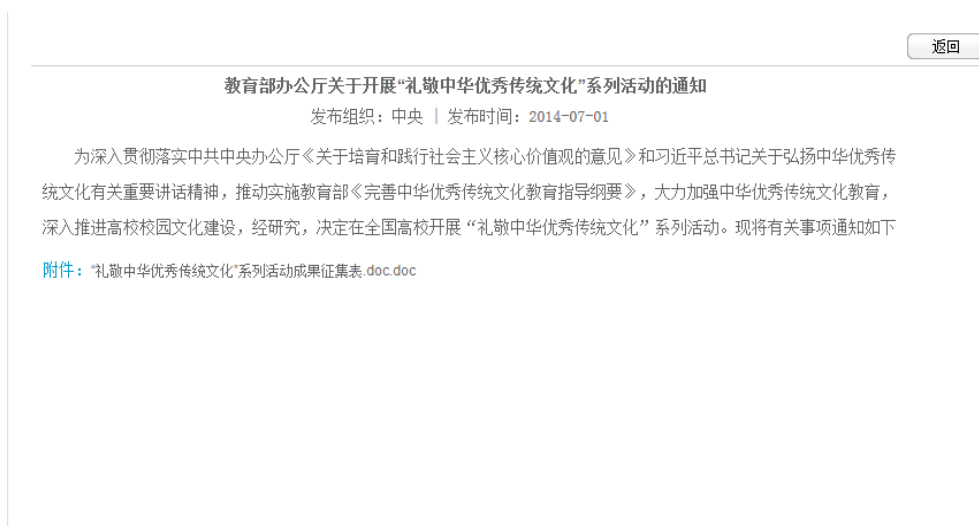 返回
教育部办公厅关于开展“礼敬中华优秀传统文化”系列活动的通知
发布组织：中央 | 发布时间：2014-07-01
为深入贯彻落实中共中央办公厅《关于培育和践行社会主义核心价值观的意见》和习近平总书记关于弘扬中华优秀传
统文化有关重要讲话精神，推动实施教育部《完善中华优秀传统文化教育指导纲要》，大力加强中华优秀传统文化教育，
深入推进高校校园文化建设，经研究，决定在全国高校开展“礼敬中华优秀传统文化”系列活动。现将有关事项通知如下
附件：“礼敬中华优秀传统文化”系列活动成果征集表.doc.doc